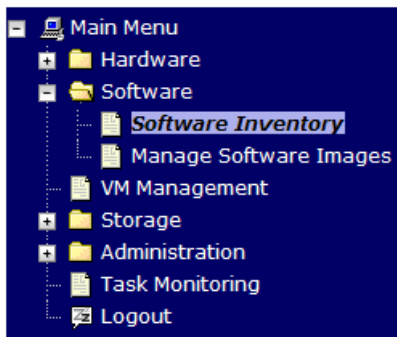 Main Menu
Hardware
Software
Software Inventory
Manage Software Images
VM Management
Storage
Administration
Task Monitoring
Logout